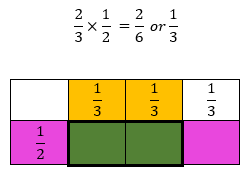 2/3 × 1/2 = 2/6 or 1/3
1/3 1/3 1/3
1/2